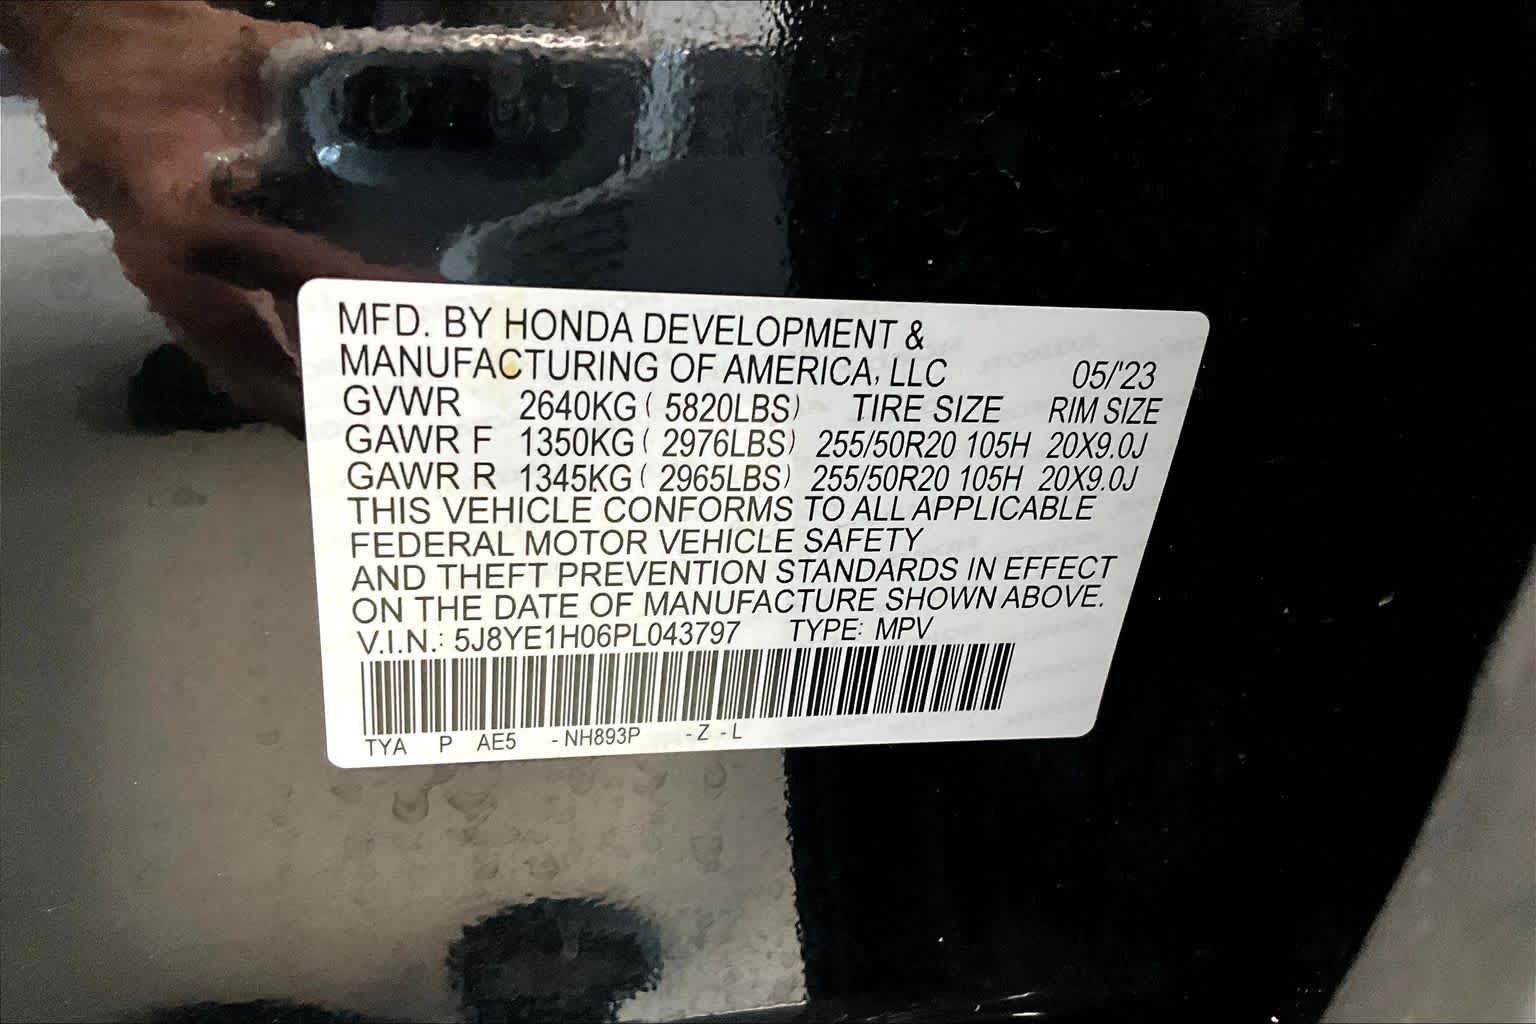 MFD. BY HONDA DEVELOPMENT &
MANUFACTURING OF AMERICA, LLC 05/'23
GVWR 2640KG ( 5820LBS) TIRE SIZE RIM SIZE
GAWR F 1350KG ( 2976LBS) 255/50R20 105H 20X9.0J
GAWR R 1345KG ( 2965LBS) 255/50R20 105H 20X9.0J
THIS VEHICLE CONFORMS TO ALL APPLICABLE
FEDERAL MOTOR VEHICLE SAFETY
AND THEFT PREVENTION STANDARDS IN EFFECT
ON THE DATE OF MANUFACTURE SHOWN ABOVE.
V.I.N.: 5J8YE1H06PL043797 TYPE: MPV
TYA P AE5 -NH893P -Z -L